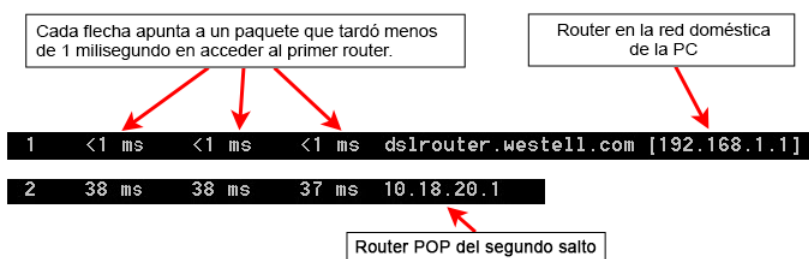 Cada flecha apunta a un paquete que tardó menos
de 1 milisegundo en acceder al primer router.
Router en la red doméstica
de la PC
1 <1 ms <1 ms <1 ms dslrouter.westell.com [192.168.1.1]
2 38 ms 38 ms 37 ms 10.18.20.1
Router POP del segundo salto